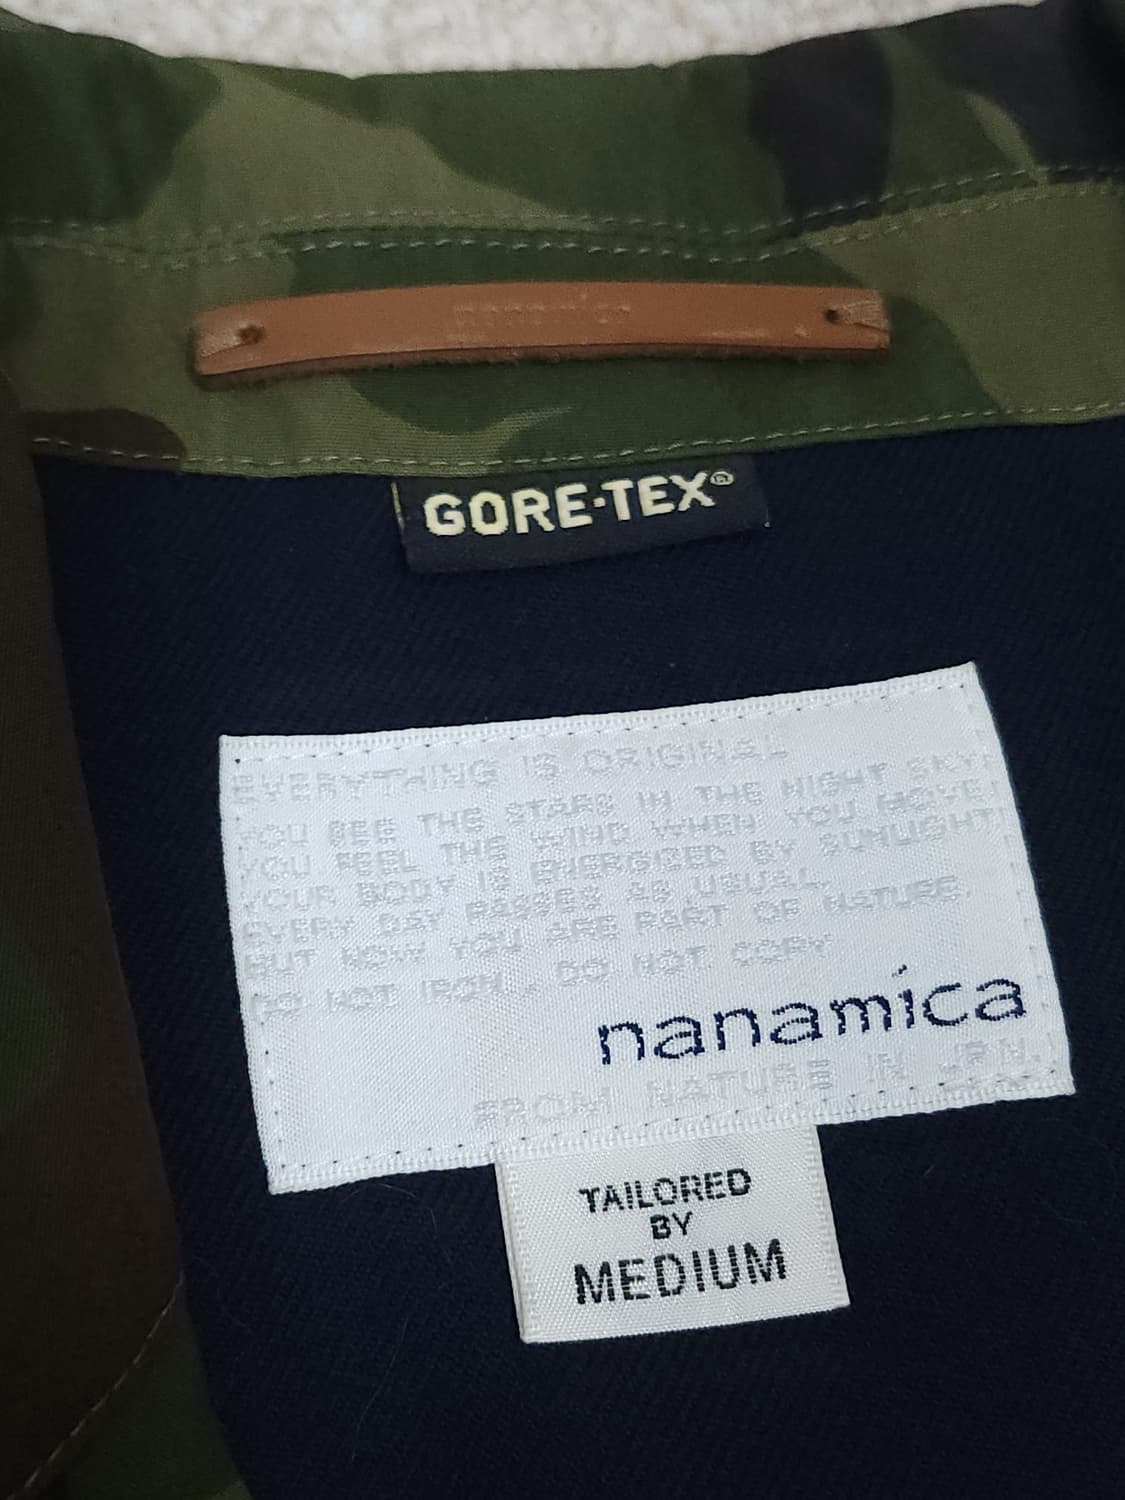 nanamica
GORE-TEX®
EVERYTHING IS ORIGINAL
YOU SEE THE STARS IN THE NIGHT SKY.
YOU FEEL THE WIND WHEN YOU MOVE.
YOUR BODY IS ENERGIZED BY SUNLIGHT.
EVERY DAY PASSES AS USUAL.
BUT NOW YOU ARE PART OF NATURE.
DO NOT IRON. DO NOT COPY.
nanamica
FROM NATURE IN JPN.
TAILORED
BY
MEDIUM